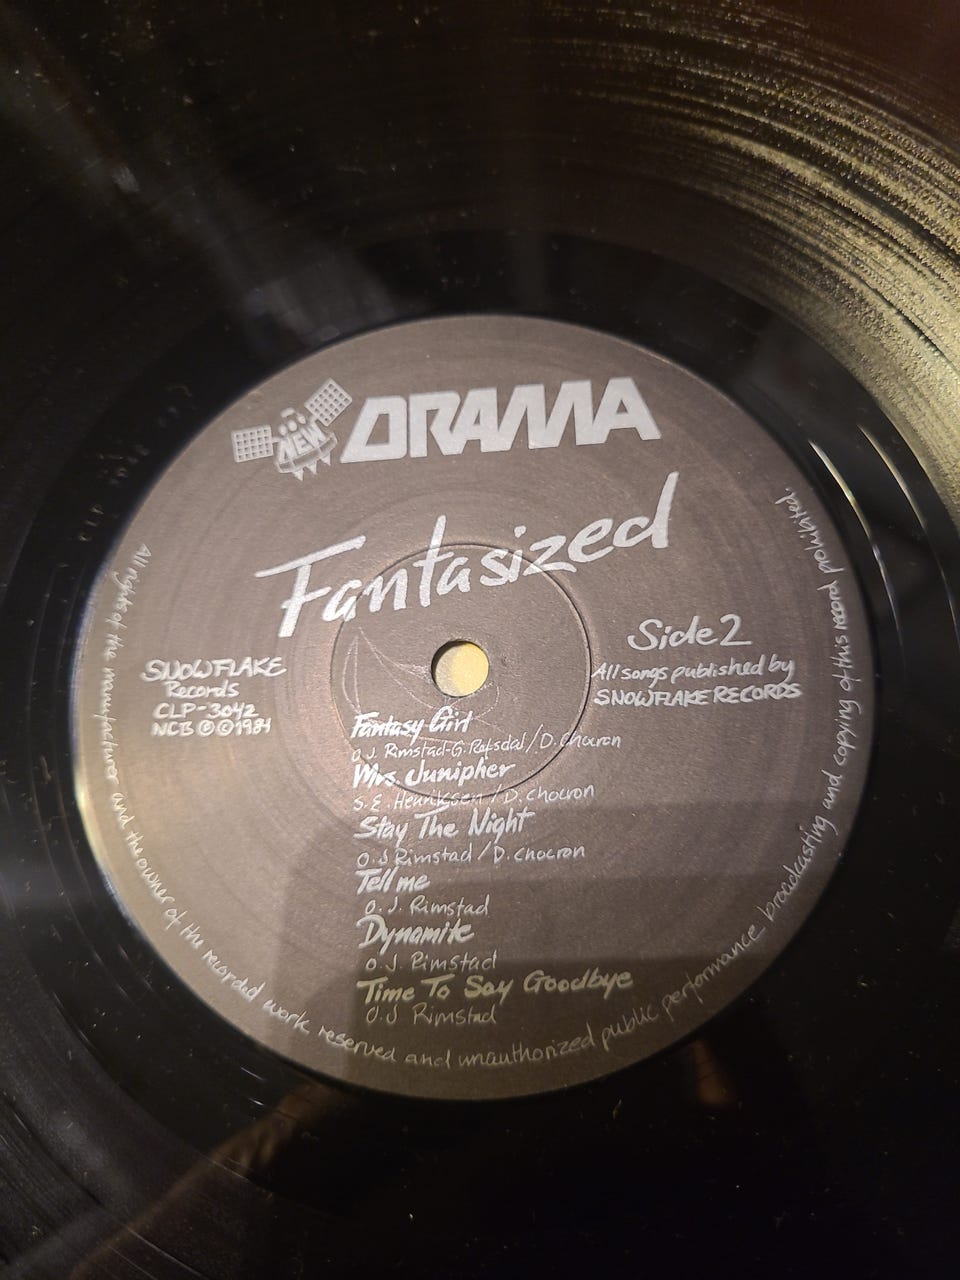 NEW DRAMA
Fantasized
Side 2
All songs published by
SNOWFLAKE RECORDS
SNOWFLAKE
Records
CLP-3042
NCB Ⓟ©1984
Fantasy Girl
O J. Rimstad-G. Refsdal / D. Chocron
Mrs. Junipher
S. E. Henriksen / D. Chocron
Stay The Night
O.J Rimstad / D. Chocron
Tell me
O. J. Rimstad
Dynamite
O. J. Rimstad
Time To Say Goodbye
O. J Rimstad
All rights of the manufacturer and the owner of the recorded work reserved and unauthorized public performance broadcasting and copying of this record prohibited.